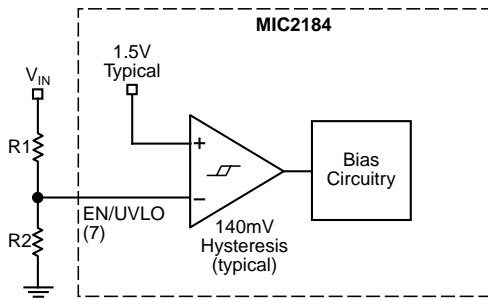 MIC2184
1.5V
Typical
V_IN
R1
+
Bias
Circuitry
−
EN/UVLO
(7)
140mV
Hysteresis
(typical)
R2